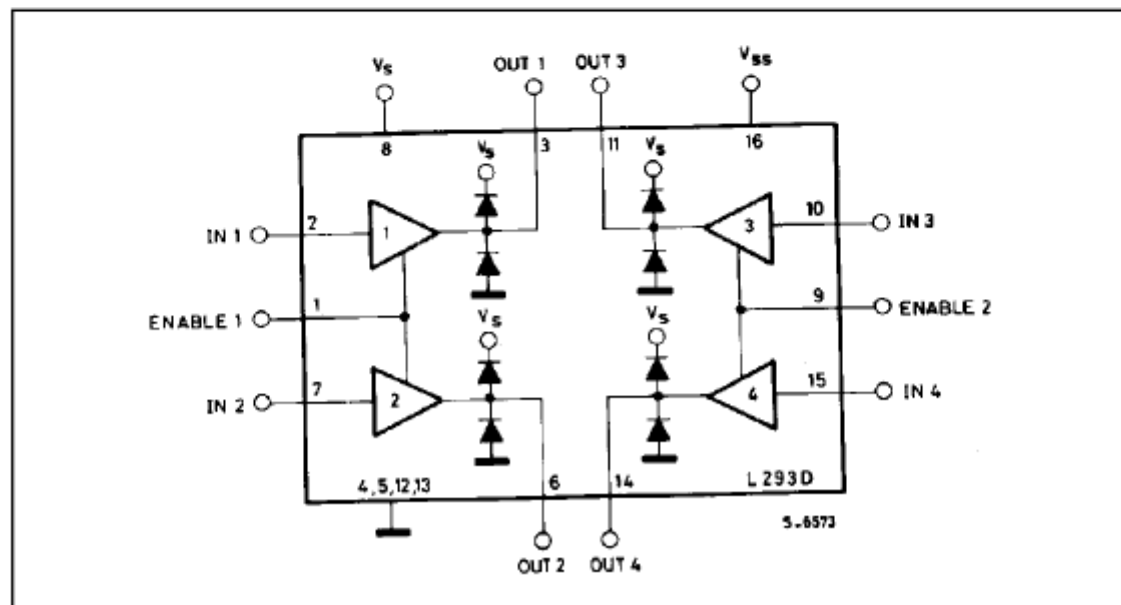 OUT 1 OUT 3
Vs Vss
8 3 11 16
Vs Vs
IN 1 2 1 3 10 IN 3
ENABLE 1 1 9 ENABLE 2
Vs Vs
IN 2 7 2 4 15 IN 4
4,5,12,13 6 14 L293D
S-6573
OUT 2 OUT 4